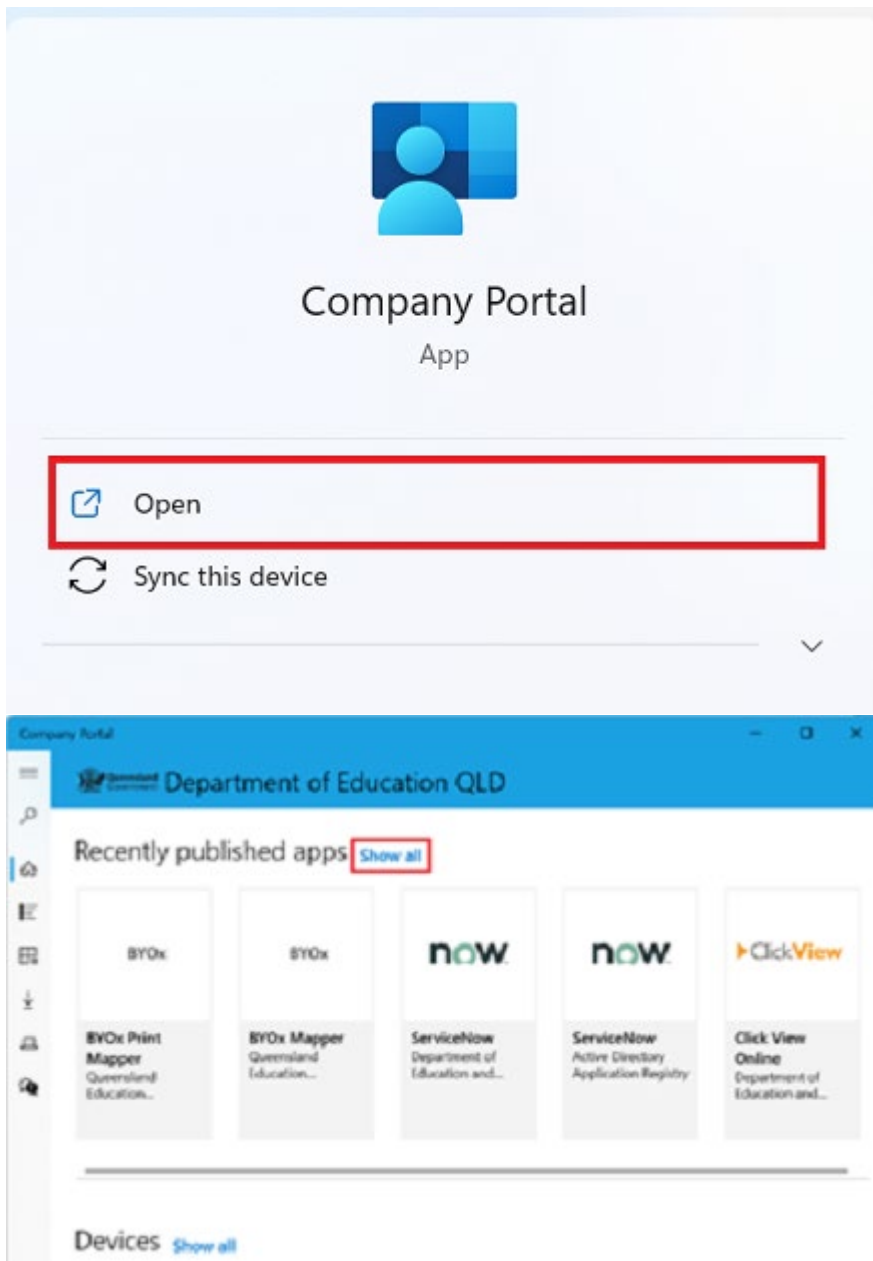 Company Portal
App
Open
Sync this device
Company Portal
Queensland
Government
Department of Education QLD
Recently published apps Show all
BYOx
BYOx
now
now
ClickView
BYOx Print
Mapper
Queensland
Education...
BYOx Mapper
Queensland
Education...
ServiceNow
Department of
Education and...
ServiceNow
Active Directory
Application Registry
Click View
Online
Department of
Education and...
Devices Show all